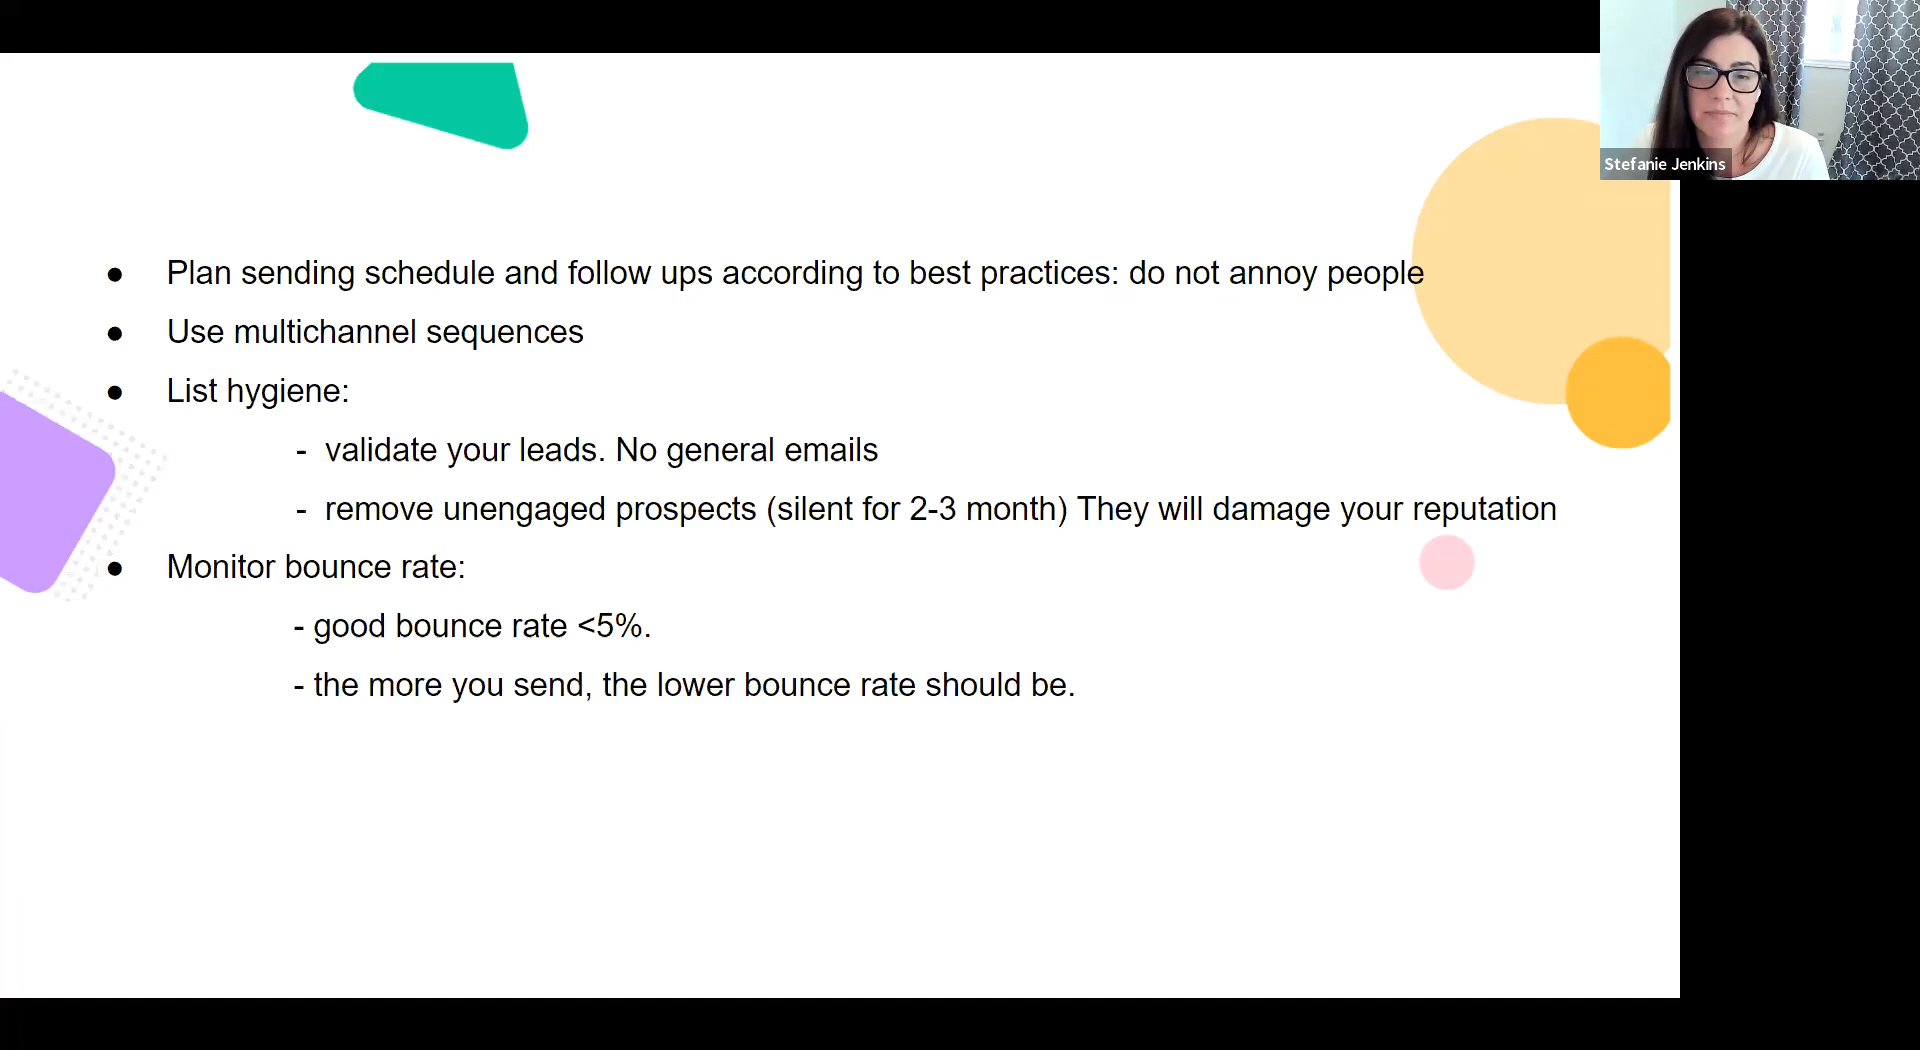 Stefanie Jenkins
● Plan sending schedule and follow ups according to best practices: do not annoy people
● Use multichannel sequences
● List hygiene:
- validate your leads. No general emails
- remove unengaged prospects (silent for 2-3 month) They will damage your reputation
● Monitor bounce rate:
- good bounce rate <5%.
- the more you send, the lower bounce rate should be.